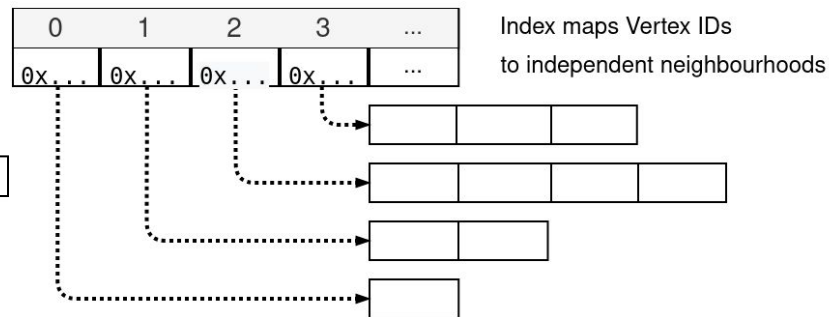 0 1 2 3 ...
0x... 0x... 0x... 0x... ...
Index maps Vertex IDs
to independent neighbourhoods